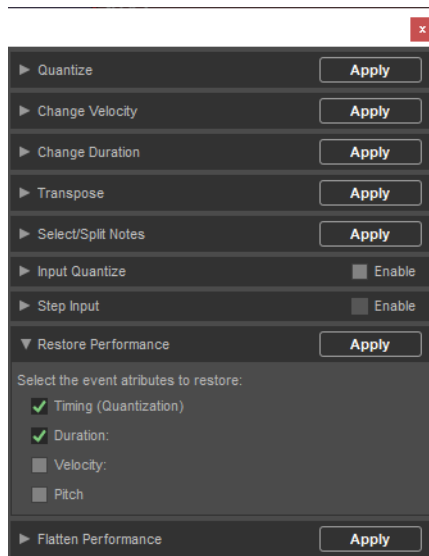 x
Quantize Apply
Change Velocity Apply
Change Duration Apply
Transpose Apply
Select/Split Notes Apply
Input Quantize Enable
Step Input Enable
Restore Performance Apply
Select the event atributes to restore:
Timing (Quantization)
Duration:
Velocity:
Pitch
Flatten Performance Apply